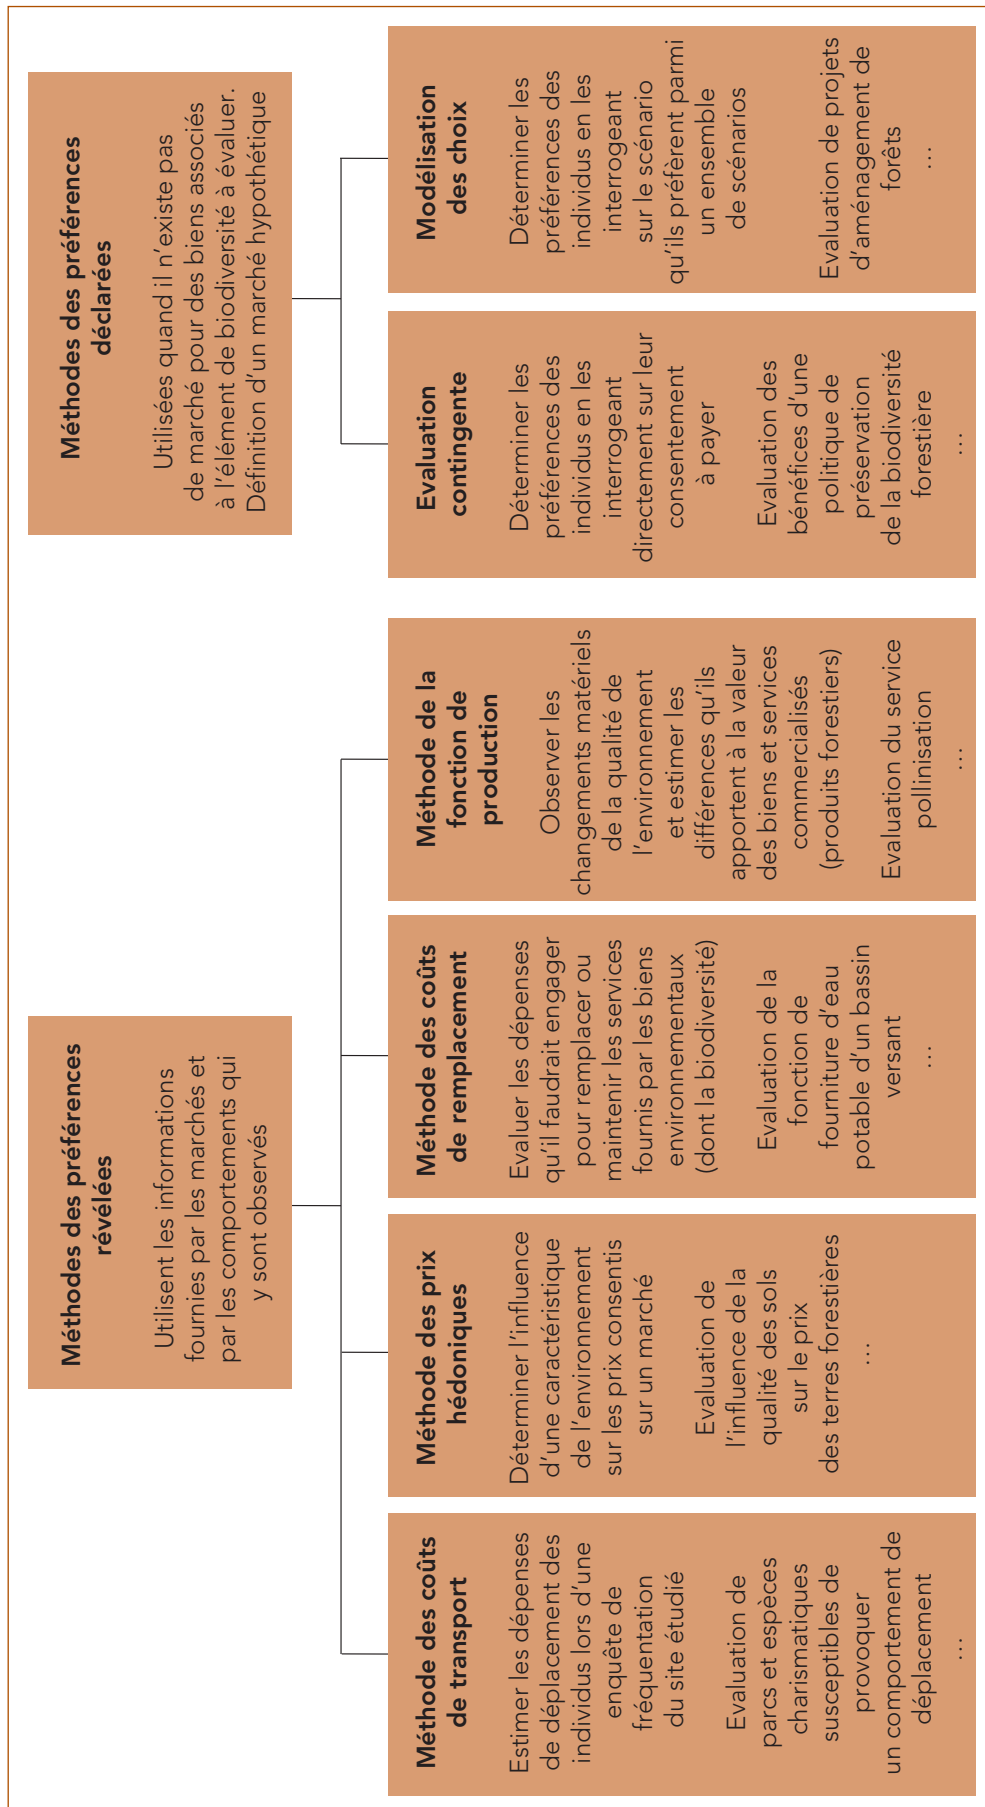 Méthodes des préférences
révélées
Utilisent les informations
fournies par les marchés et
par les comportements qui
y sont observés
Méthodes des préférences
déclarées
Utilisées quand il n'existe pas
de marché pour des biens associés
à l'élément de biodiversité à évaluer.
Définition d'un marché hypothétique
Méthode des coûts
de transport
Estimer les dépenses
de déplacement des
individus lors d'une
enquête de
fréquentation
du site étudié
Evaluation de
parcs et espèces
charismatiques
susceptibles de
provoquer
un comportement de
déplacement
…
Méthode des prix
hédoniques
Déterminer l'influence
d'une caractéristique
de l'environnement
sur les prix consentis
sur un marché
Evaluation de
l'influence de la
qualité des sols
sur le prix
des terres forestières
…
Méthode des coûts
de remplacement
Evaluer les dépenses
qu'il faudrait engager
pour remplacer ou
maintenir les services
fournis par les biens
environnementaux
(dont la biodiversité)
Evaluation de la
fonction de
fourniture d'eau
potable d'un bassin
versant
…
Méthode de la
fonction de
production
Observer les
changements matériels
de la qualité de
l'environnement
et estimer les
différences qu'ils
apportent à la valeur
des biens et services
commercialisés
(produits forestiers)
Evaluation du service
pollinisation
…
Evaluation
contingente
Déterminer les
préférences des
individus en les
interrogeant
directement sur leur
consentement
à payer
Evaluation des
bénéfices d'une
politique de
préservation
de la biodiversité
forestière
…
Modélisation
des choix
Déterminer les
préférences des
individus en les
interrogeant
sur le scénario
qu'ils préfèrent parmi
un ensemble
de scénarios
Evaluation de projets
d'aménagement de
forêts
…